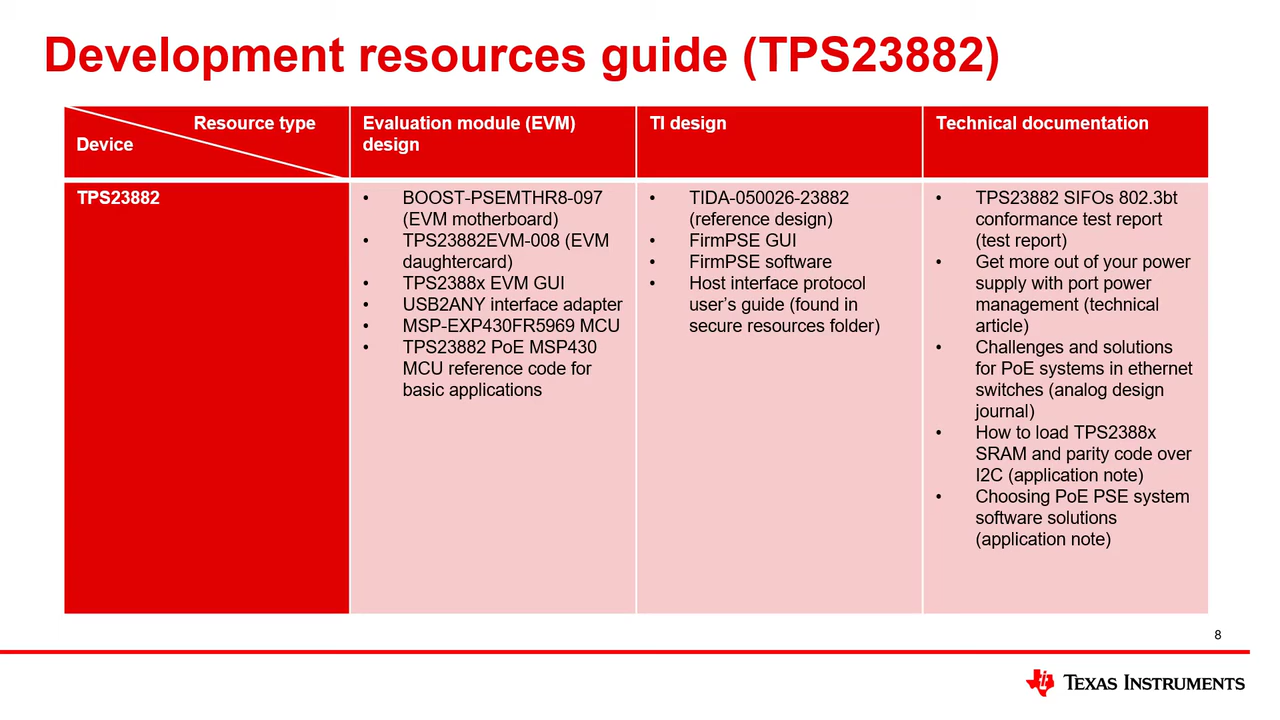 Development resources guide (TPS23882)
Resource type
Device
Evaluation module (EVM)
design
TI design
Technical documentation
TPS23882
• BOOST-PSEMTHR8-097
(EVM motherboard)
• TPS23882EVM-008 (EVM
daughtercard)
• TPS2388x EVM GUI
• USB2ANY interface adapter
• MSP-EXP430FR5969 MCU
• TPS23882 PoE MSP430
MCU reference code for
basic applications
• TIDA-050026-23882
(reference design)
• FirmPSE GUI
• FirmPSE software
• Host interface protocol
user’s guide (found in
secure resources folder)
• TPS23882 SIFOs 802.3bt
conformance test report
(test report)
• Get more out of your power
supply with port power
management (technical
article)
• Challenges and solutions
for PoE systems in ethernet
switches (analog design
journal)
• How to load TPS2388x
SRAM and parity code over
I2C (application note)
• Choosing PoE PSE system
software solutions
(application note)
8
TEXAS INSTRUMENTS